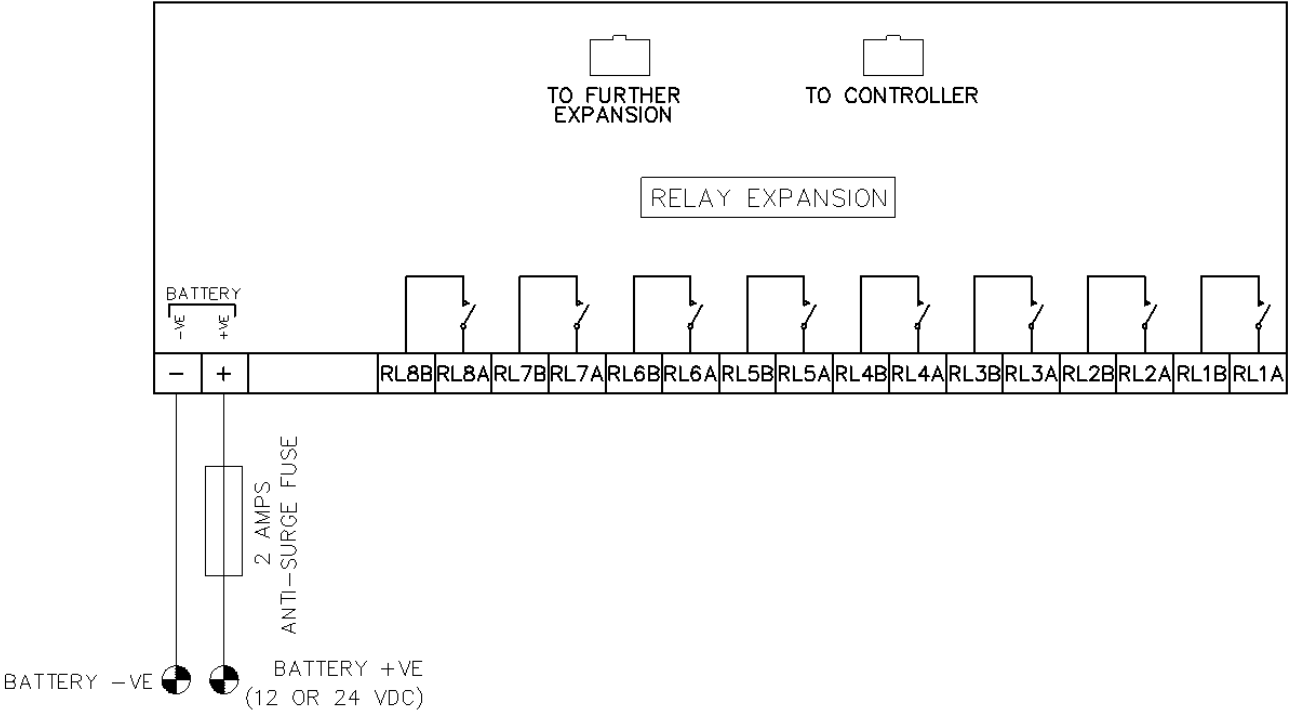 TO FURTHER
EXPANSION
TO CONTROLLER
RELAY EXPANSION
BATTERY
-VE
+VE
- + RL8B RL8A RL7B RL7A RL6B RL6A RL5B RL5A RL4B RL4A RL3B RL3A RL2B RL2A RL1B RL1A
2 AMPS
ANTI-SURGE FUSE
BATTERY -VE
BATTERY +VE
(12 OR 24 VDC)